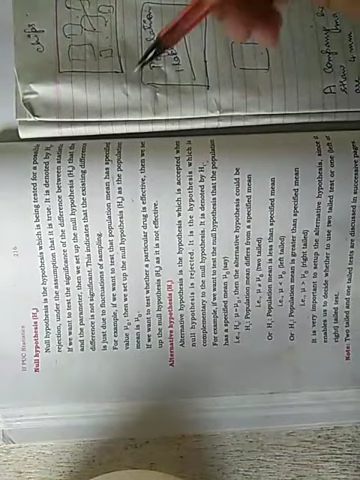 II PUC Statistics
216
Null hypothesis (H₀)
Null hypothesis is the hypothesis which is being tested for a possible
rejection, under the assumption that it is true. It is denoted by H₀
If we want to test the significance of the difference between statistic
and the parameter, then we set up the null hypothesis (H₀) that the
difference is not significant. This indicates that the existing difference
is just due to fluctuations of sampling.
For example, if we want to test that population mean has specified
value μ₀, then we set up the null hypothesis (H₀) as the population
mean is μ₀.
If we want to test whether a particular drug is effective, then we set
up the null hypothesis (H₀) as it is not effective.
Alternative hypothesis (H₁)
Alternative hypothesis is the hypothesis which is accepted when
null hypothesis is rejected. It is the hypothesis which is
complementary to the null hypothesis. It is denoted by H₁.
For example, if we want to test the null hypothesis that the population
has a specified mean μ₀ (say)
i.e., H₀: μ=μ₀, then the alternative hypothesis could be
H₁: Population mean differs from a specified mean
i.e., μ ≠ μ₀ (two tailed)
Or H₁: Population mean is less than specified mean
i.e., μ < μ₀ (left tailed)
Or H₁: Population mean is greater than specified mean
i.e., μ > μ₀ (right tailed)
It is very important to setup the alternative hypothesis, since it
enables us to decide whether to use two tailed test or one (left or
right) tailed test.
Note: Two tailed and one tailed tests are discussed in successive pages
chips
A Company